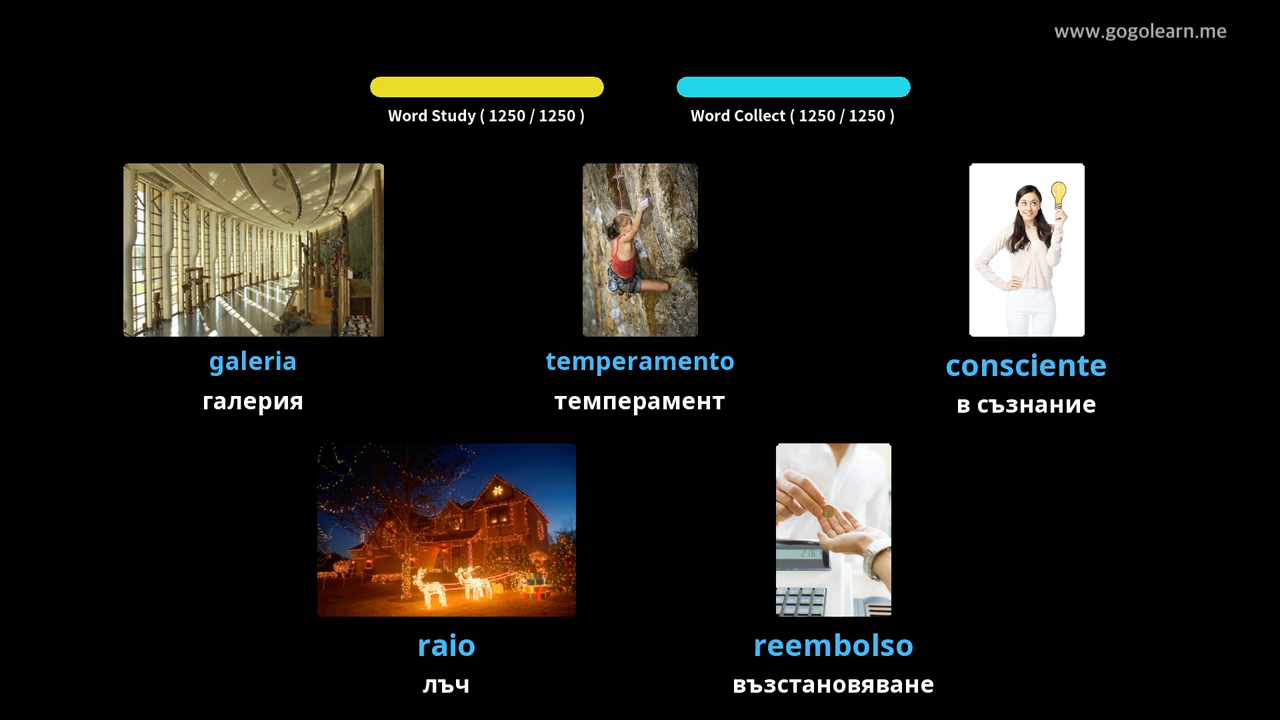 www.gogolearn.me
Word Study ( 1250 / 1250 )
Word Collect ( 1250 / 1250 )
galeria
галерия
temperamento
темперамент
consciente
в съзнание
raio
лъч
reembolso
възстановяване